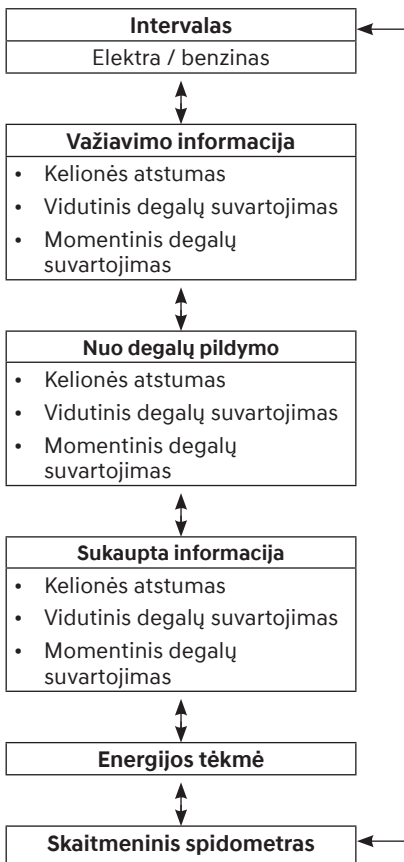 Intervalas
Elektra / benzinas
Važiavimo informacija
• Kelionės atstumas
• Vidutinis degalų suvartojimas
• Momentinis degalų
suvartojimas
Nuo degalų pildymo
• Kelionės atstumas
• Vidutinis degalų suvartojimas
• Momentinis degalų
suvartojimas
Sukaupta informacija
• Kelionės atstumas
• Vidutinis degalų suvartojimas
• Momentinis degalų
suvartojimas
Energijos tėkmė
Skaitmeninis spidometras